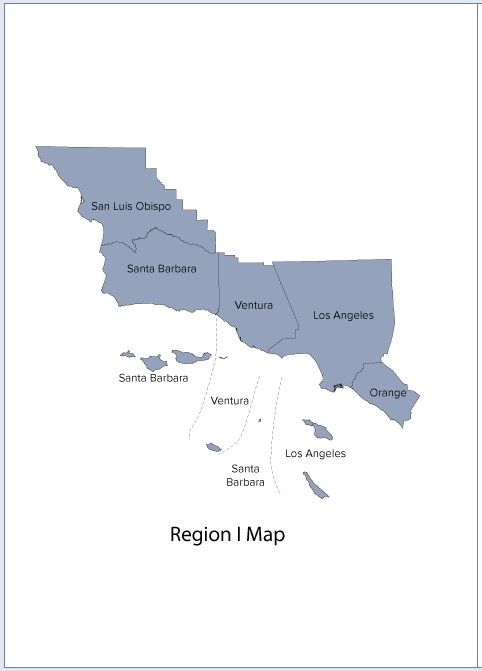 San Luis Obispo
Santa Barbara
Ventura
Los Angeles
Orange
Santa Barbara
Ventura
Los Angeles
Santa
Barbara
Region I Map